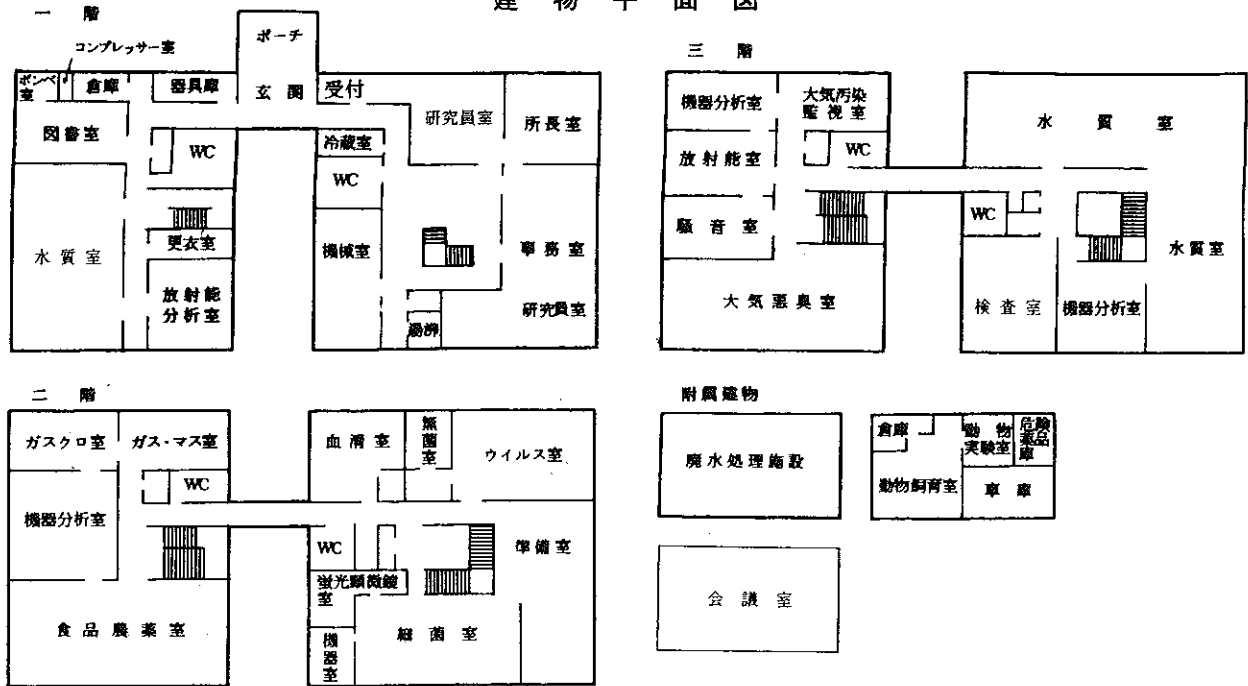 建物平面図
一階
コンプレッサー室
ボンベ室
倉庫
器具庫
ポーチ
玄関
受付
研究員室
所長室
図書室
WC
冷蔵室
WC
水質室
更衣室
機械室
事務室
放射能
分析室
湯沸
研究員室
二階
ガスクロ室
ガス・マス室
血清室
無菌室
ウイルス室
WC
機器分析室
WC
準備室
蛍光顕微鏡室
食品農薬室
細菌室
機器室
三階
機器分析室
大気汚染
監視室
水質室
放射能室
WC
WC
騒音室
水質室
大気悪臭室
検査室
機器分析室
附属建物
廃水処理施設
倉庫
動物
実験室
危険
薬品
庫
動物飼育室
車庫
会議室